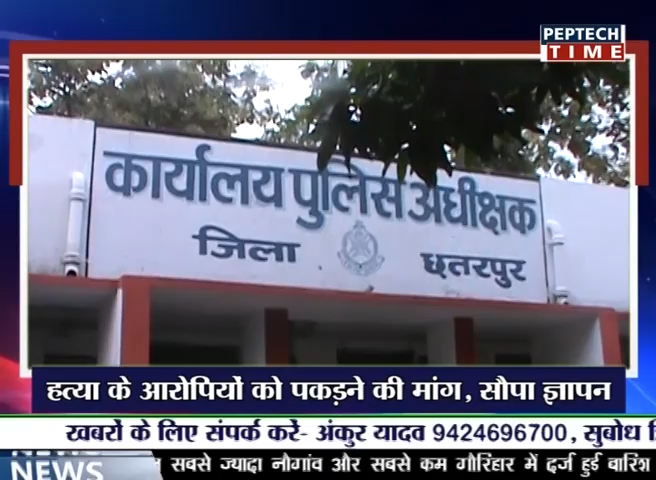 PEPTECH
TIME
कार्यालय पुलिस अधीक्षक
जिला छतरपुर
हत्या के आरोपियों को पकड़ने की मांग, सौपा ज्ञापन
खबरों के लिए संपर्क करें- अंकुर यादव 9424696700, सुबोध
NEWS सबसे ज्यादा नौगांव और सबसे कम गौरिहार में दर्ज हुई बारिश